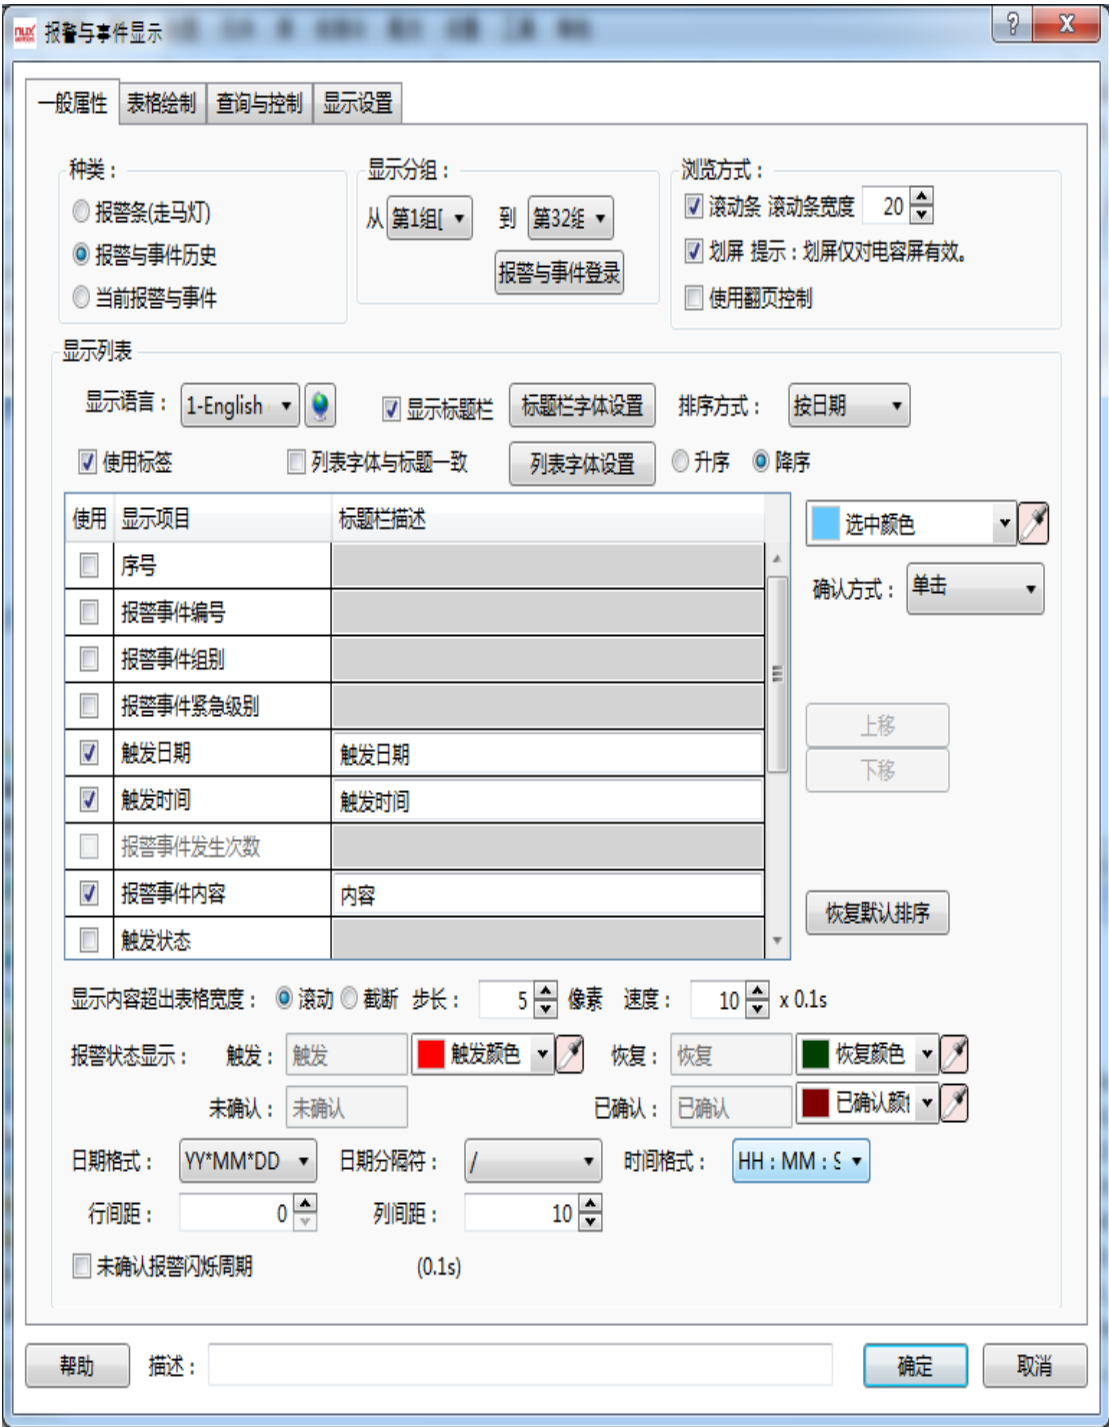 报警与事件显示
一般属性 表格绘制 查询与控制 显示设置
种类： 显示分组： 浏览方式：
报警条(走马灯) 从 第1组[ 到 第32组 滚动条 滚动条宽度 20
报警与事件历史 报警与事件登录 划屏 提示：划屏仅对电容屏有效。
当前报警与事件 使用翻页控制
显示列表
显示语言： 1-English 显示标题栏 标题栏字体设置 排序方式： 按日期
使用标签 列表字体与标题一致 列表字体设置 升序 降序
使用 显示项目 标题栏描述 选中颜色
序号
确认方式： 单击
报警事件编号
报警事件组别
报警事件紧急级别
上移
触发日期 触发日期
下移
触发时间 触发时间
报警事件发生次数
报警事件内容 内容
恢复默认排序
触发状态
显示内容超出表格宽度： 滚动 截断 步长： 5 像素 速度： 10 x 0.1s
报警状态显示： 触发： 触发 触发颜色 恢复： 恢复 恢复颜色
未确认： 未确认 已确认： 已确认 已确认颜
日期格式： YY*MM*DD 日期分隔符： / 时间格式： HH : MM : S
行间距： 0 列间距： 10
未确认报警闪烁周期 (0.1s)
帮助 描述： 确定 取消